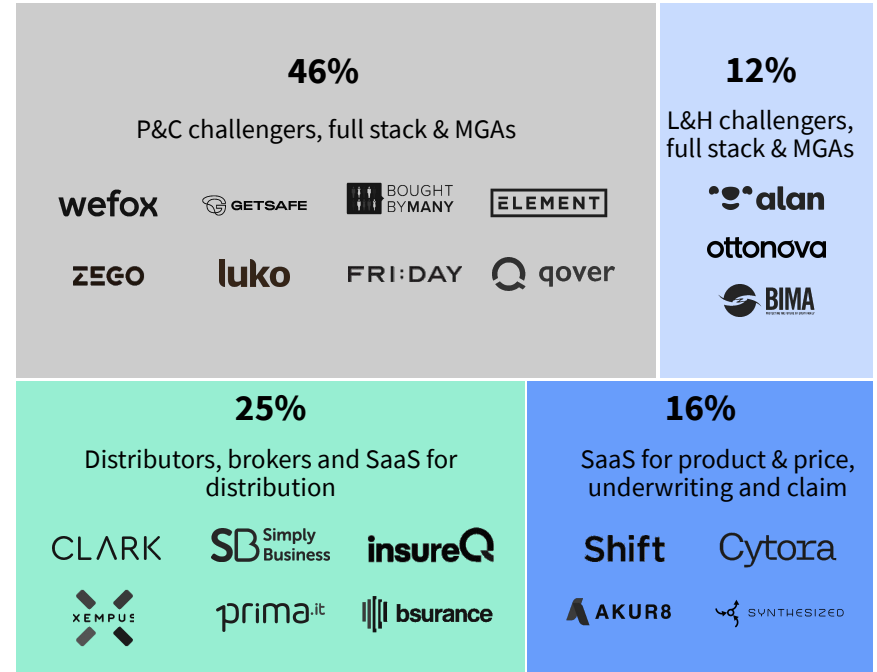 46%
P&C challengers, full stack & MGAs
wefox
GETSAFE
BOUGHT
BYMANY
ELEMENT
ZEGO
luko
FRI:DAY
qover
12%
L&H challengers,
full stack & MGAs
alan
ottonova
BIMA
25%
Distributors, brokers and SaaS for
distribution
CLARK
SB Simply
Business
insureQ
XEMPUS
prima.it
bsurance
16%
SaaS for product & price,
underwriting and claim
Shift
Cytora
AKUR8
SYNTHESIZED